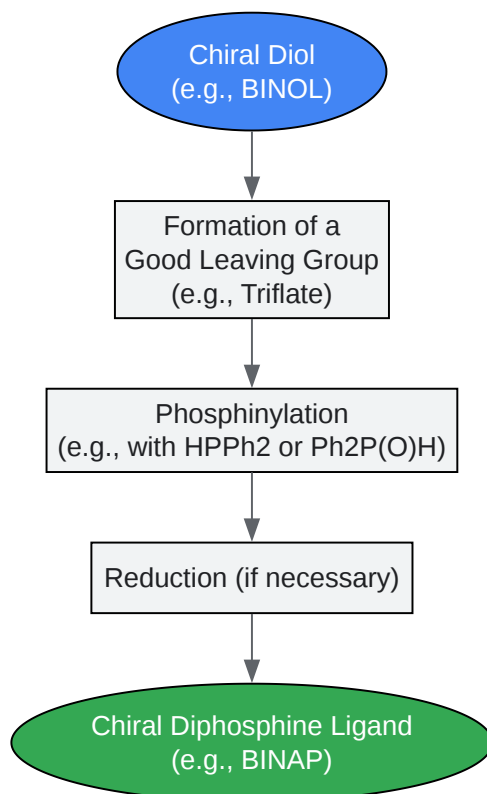 Chiral Diol
(e.g., BINOL)
Formation of a
Good Leaving Group
(e.g., Triflate)
Phosphinylation
(e.g., with HPPh2 or Ph2P(O)H)
Reduction (if necessary)
Chiral Diphosphine Ligand
(e.g., BINAP)